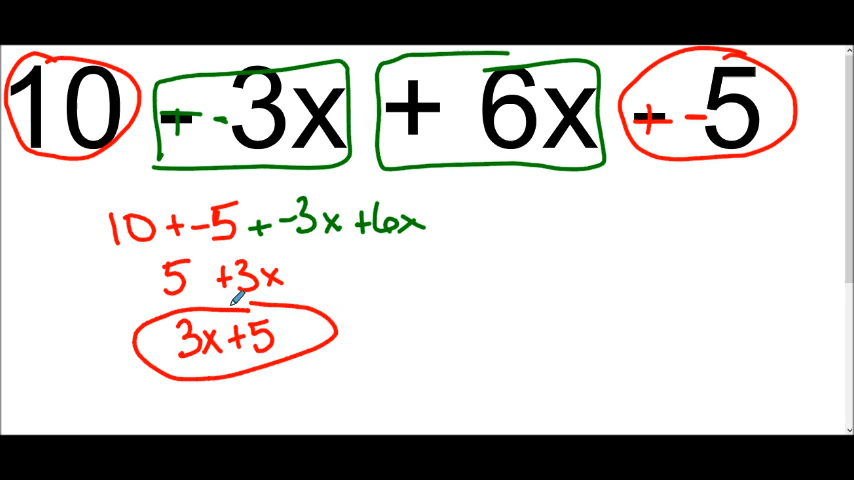 10 - 3x + 6x - 5
10 + -5 + -3x + 6x
5 + 3x
3x + 5